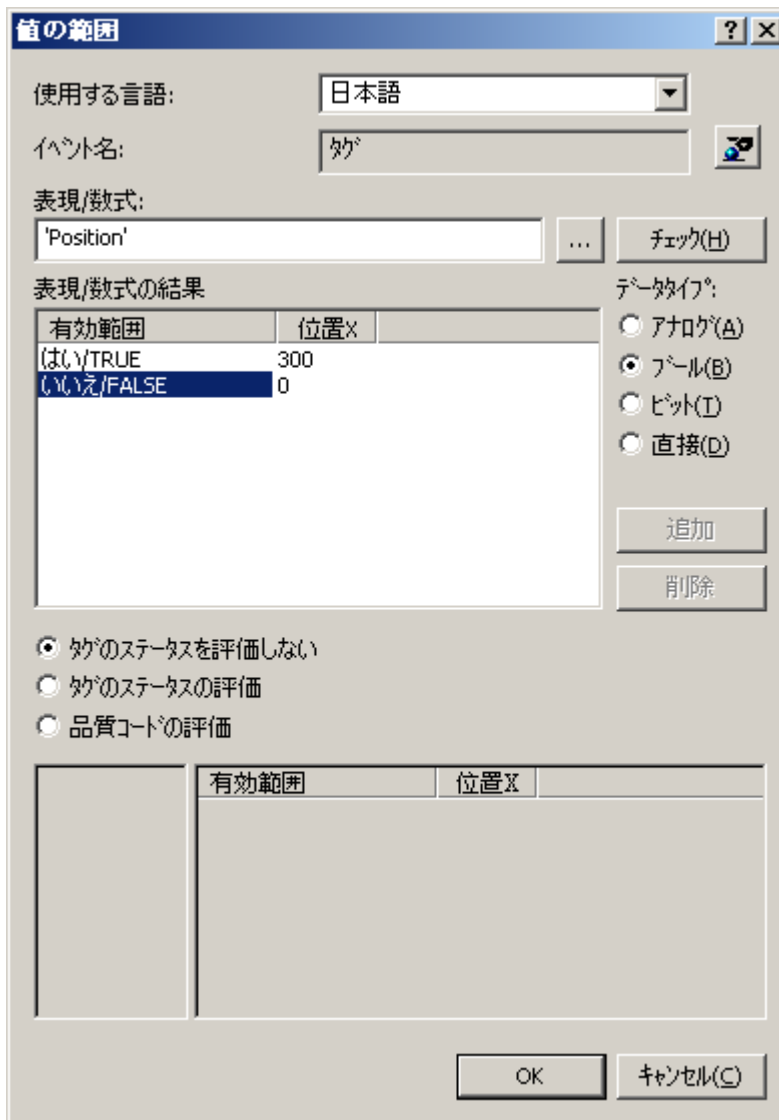 値の範囲
使用する言語: 日本語
ｲﾍﾞﾝﾄ名: ﾀｸﾞ
表現/数式:
'Position' ... ﾁｪｯｸ(H)
表現/数式の結果 ﾃﾞｰﾀﾀｲﾌﾟ:
有効範囲 位置X
はい/TRUE 300
いいえ/FALSE 0
ｱﾅﾛｸﾞ(A)
ﾌﾞｰﾙ(B)
ﾋﾞｯﾄ(T)
直接(D)
追加
削除
ﾀｸﾞのｽﾃｰﾀｽを評価しない
ﾀｸﾞのｽﾃｰﾀｽの評価
品質ｺｰﾄﾞの評価
有効範囲 位置X
OK ｷｬﾝｾﾙ(C)